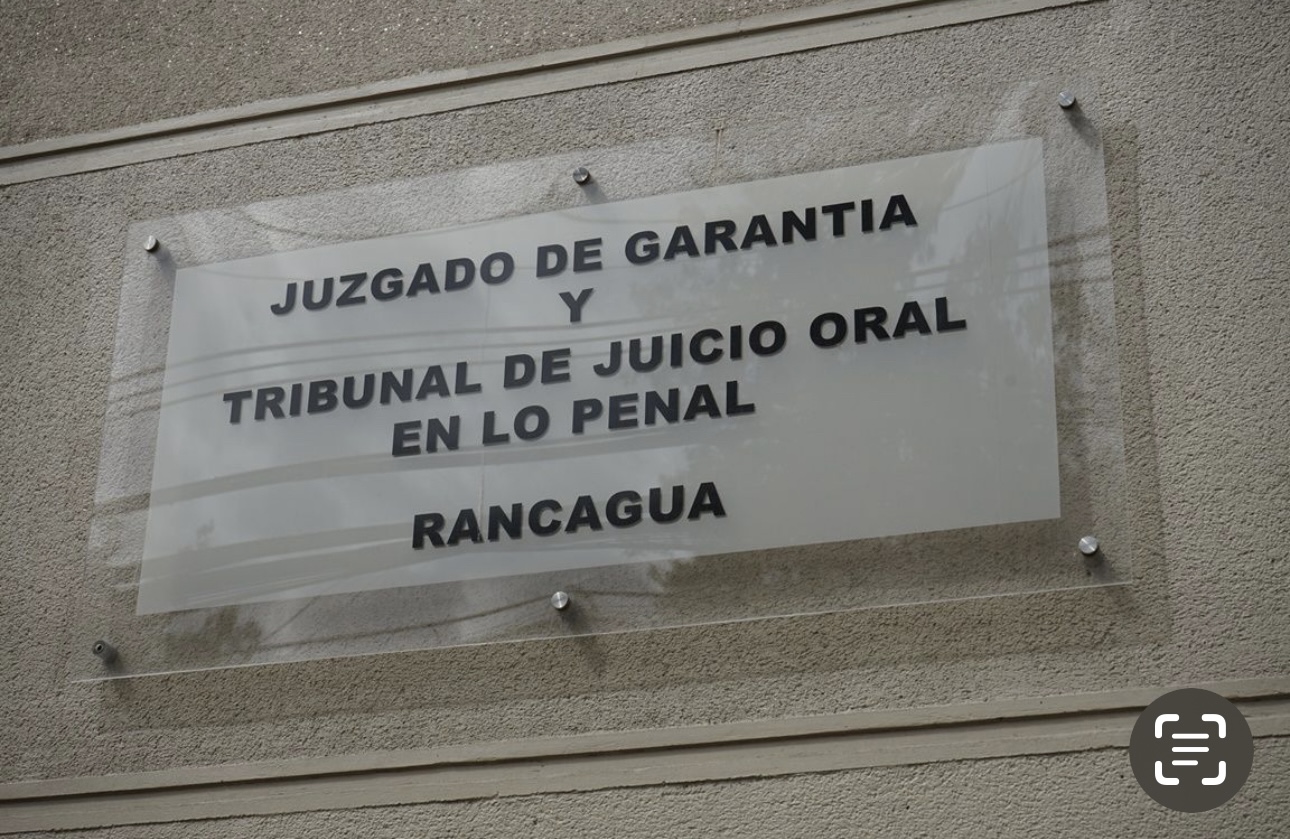 JUZGADO DE GARANTIA
Y
TRIBUNAL DE JUICIO ORAL
EN LO PENAL
RANCAGUA